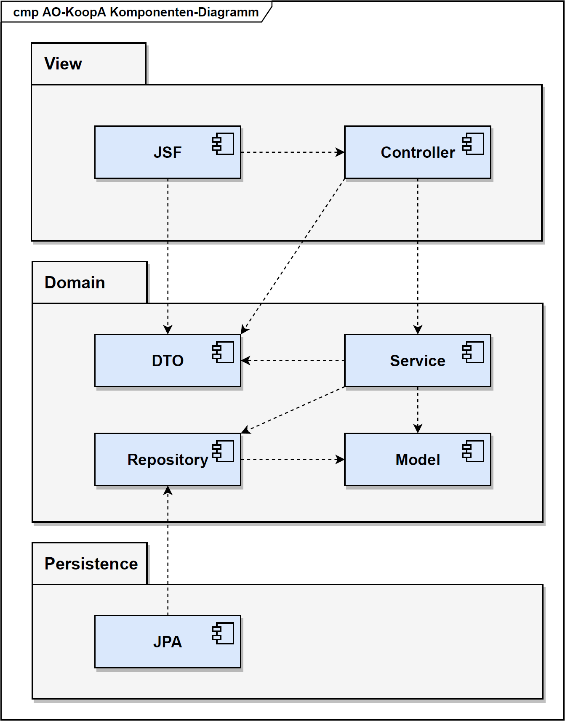 cmp AO-KoopA Komponenten-Diagramm
View
JSF
Controller
Domain
DTO
Service
Repository
Model
Persistence
JPA